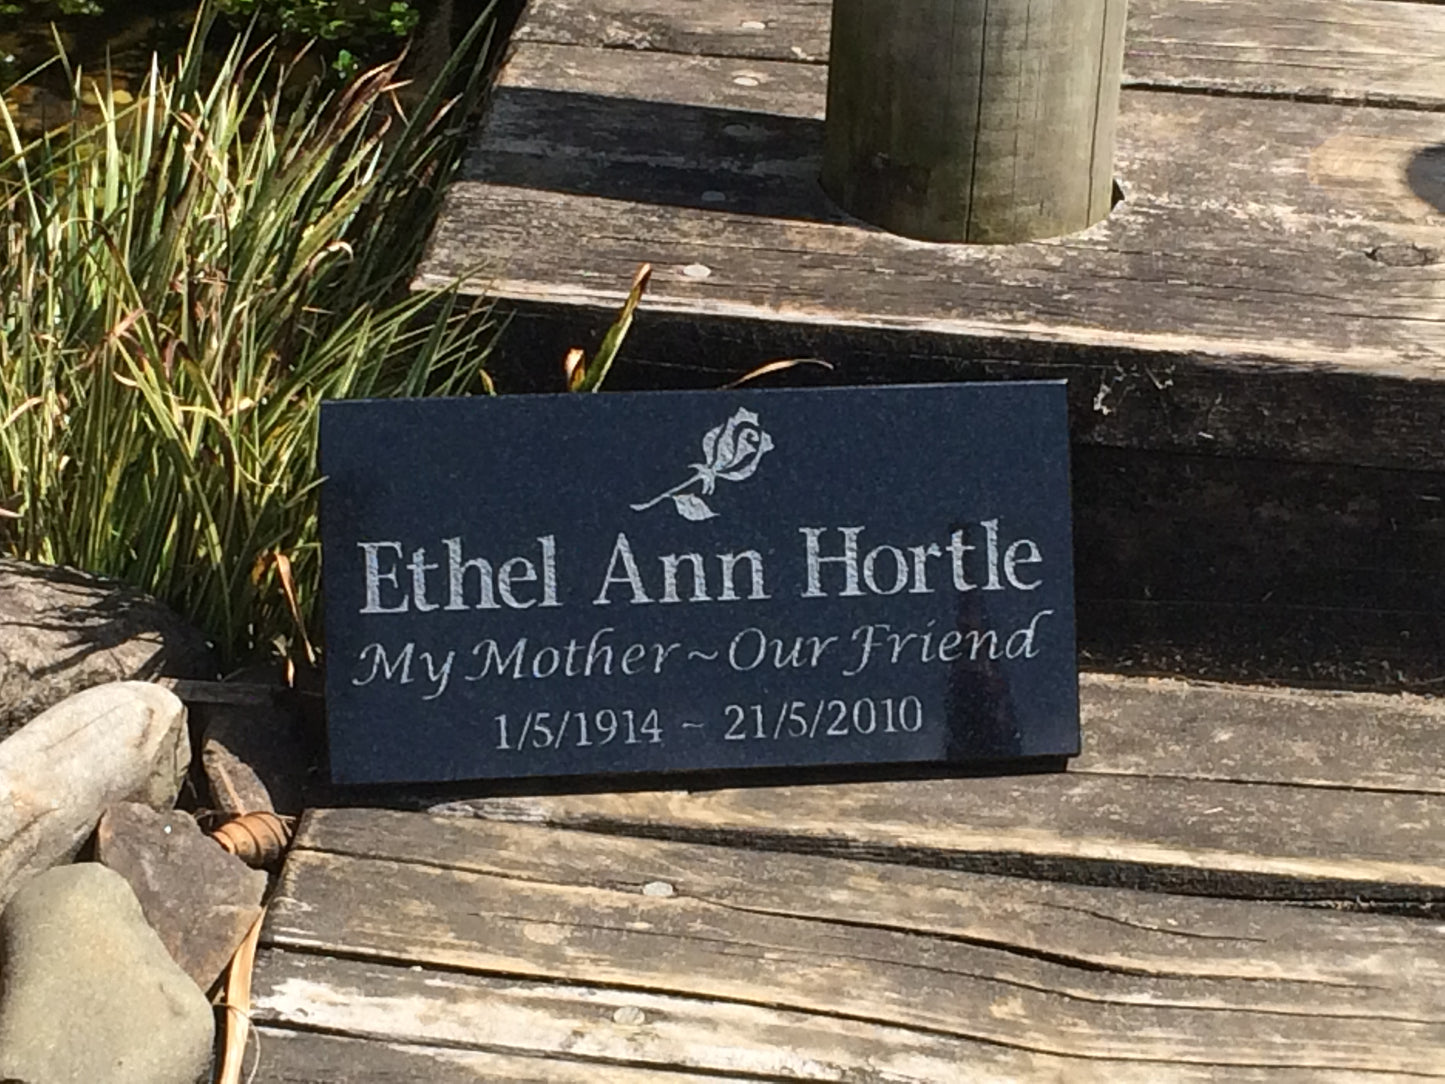 Ethel Ann Hortle
My Mother ~ Our Friend
1/5/1914 ~ 21/5/2010